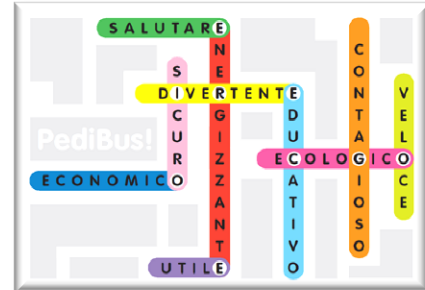 SALUTARE
SICURO
ENERGIZZANTE
CONTAGIOSO
DIVERTENTE
EDUCATIVO
VELOCE
PediBus!
ECOLOGICO
ECONOMICO
UTILE